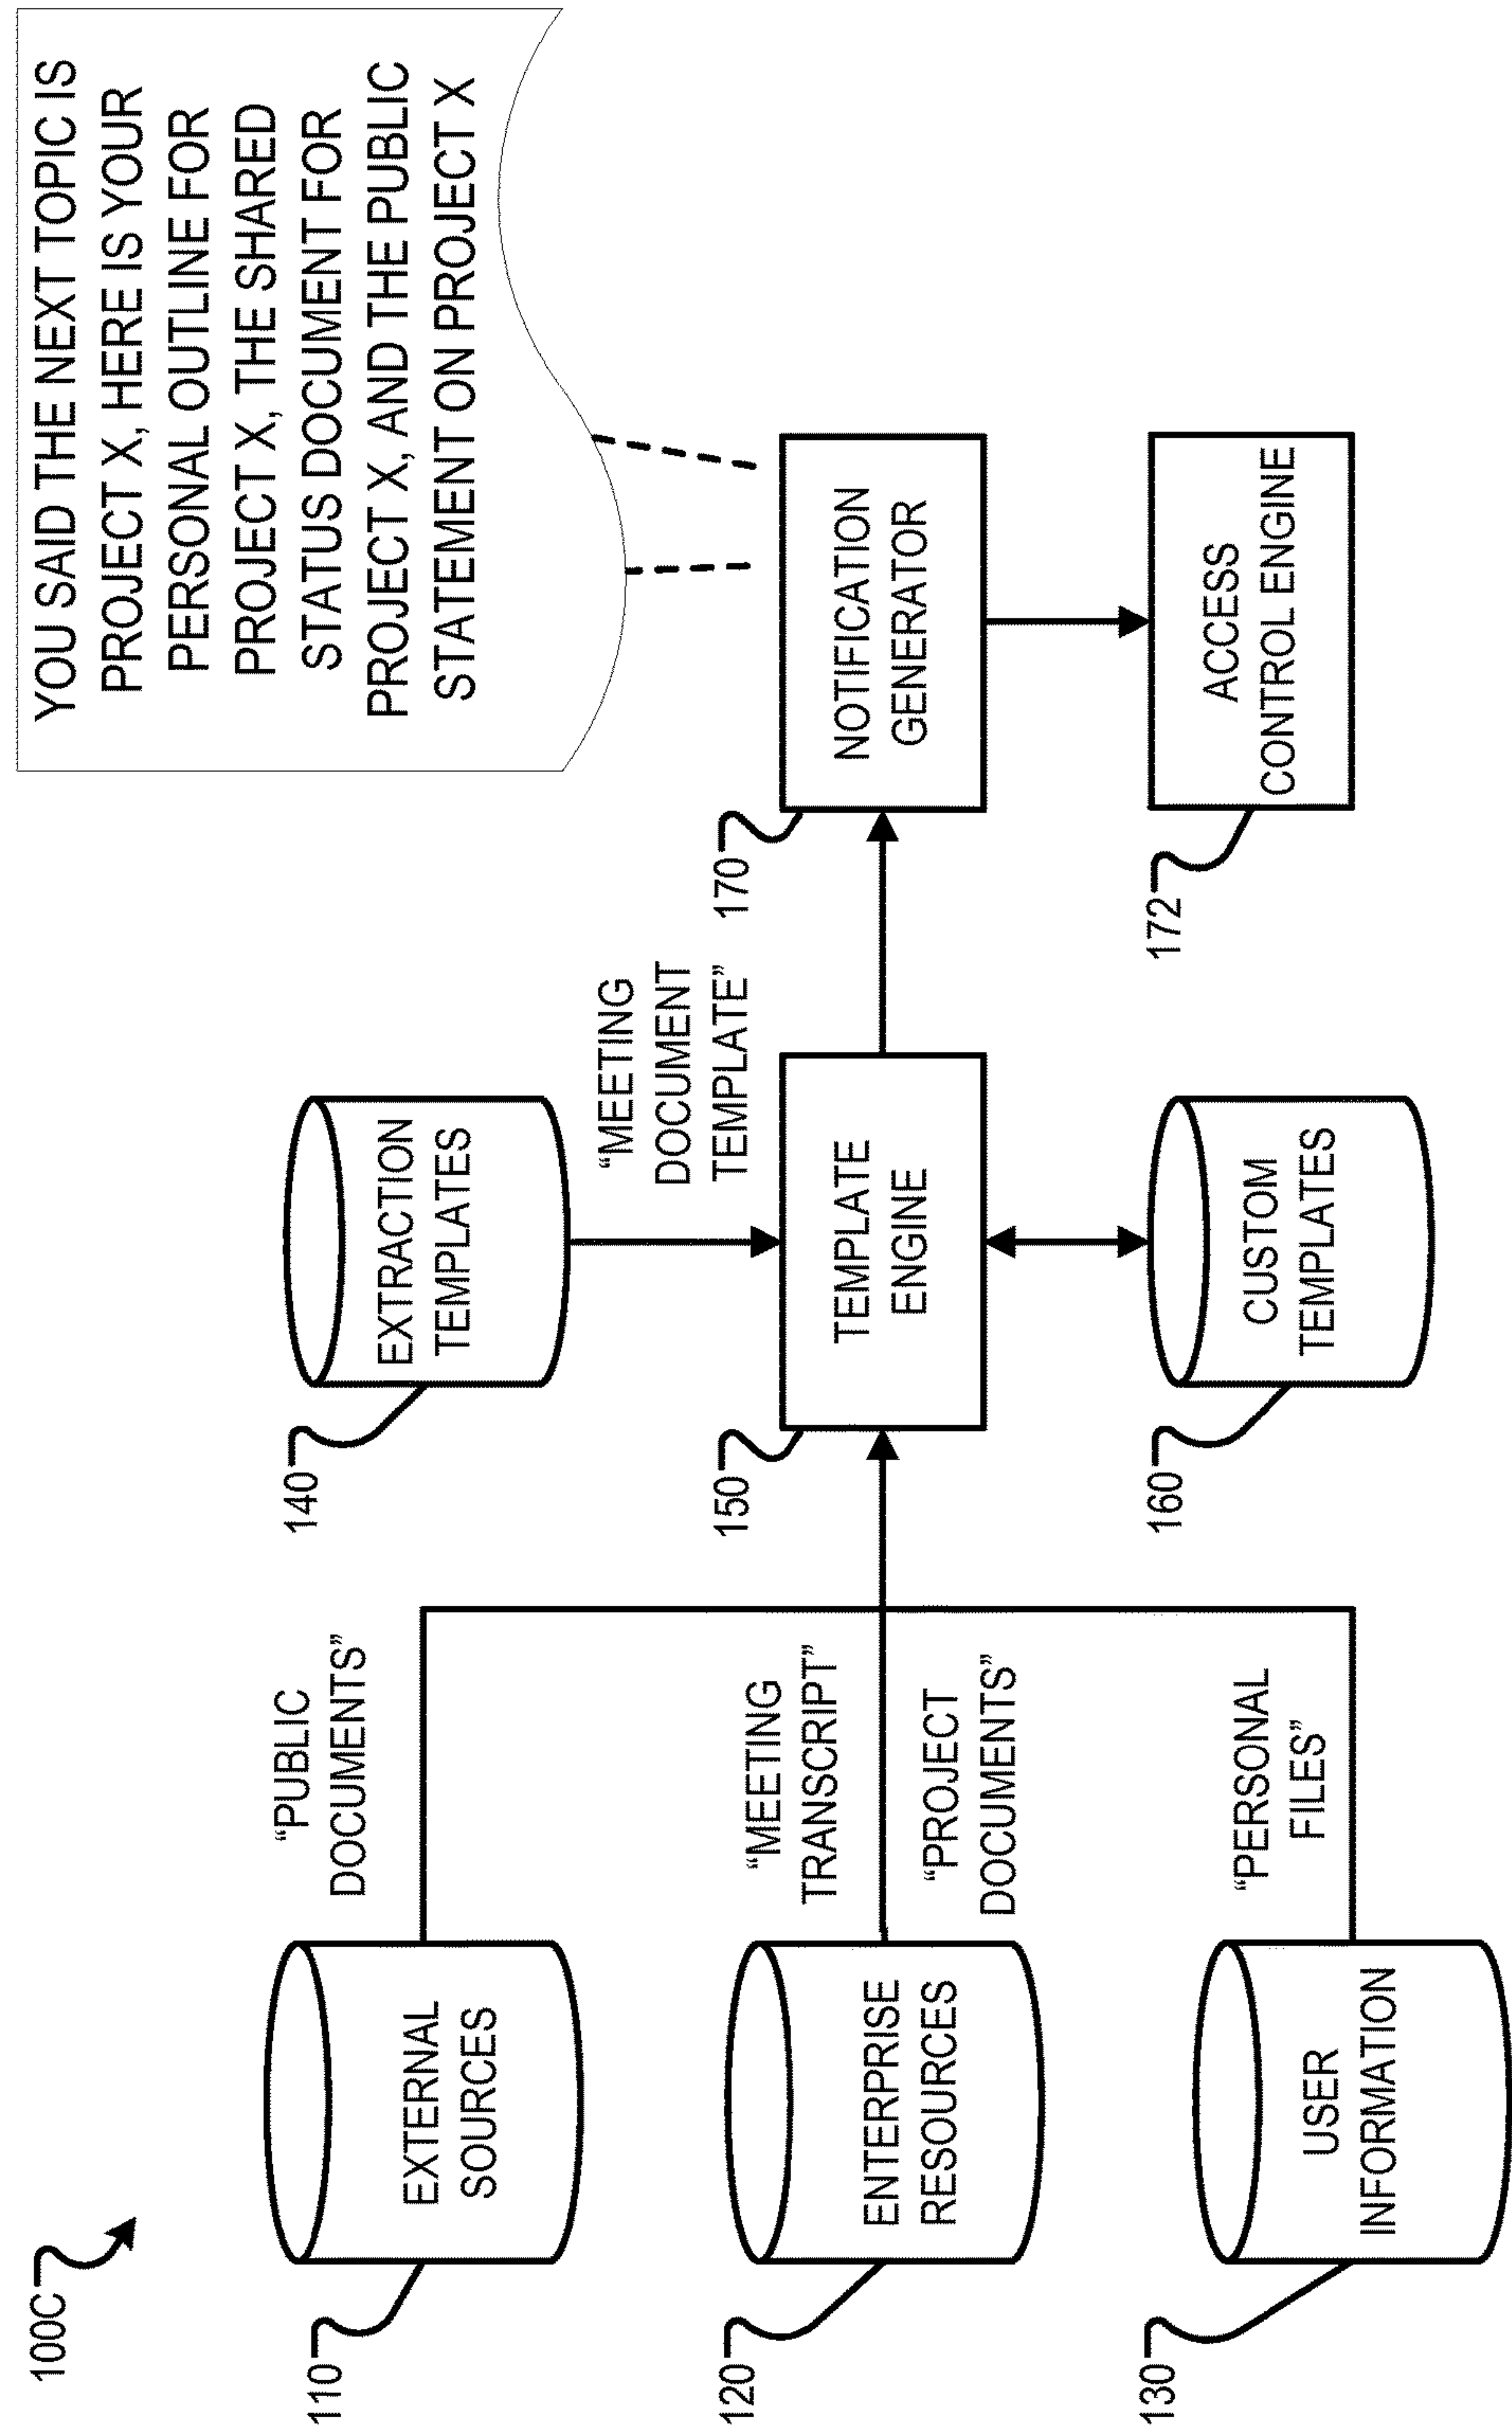 100C
110
EXTERNAL
SOURCES
“PUBLIC
DOCUMENTS”
120
ENTERPRISE
RESOURCES
“MEETING
TRANSCRIPT”
“PROJECT
DOCUMENTS”
130
USER
INFORMATION
“PERSONAL
FILES”
140
EXTRACTION
TEMPLATES
“MEETING
DOCUMENT
TEMPLATE”
150
TEMPLATE
ENGINE
160
CUSTOM
TEMPLATES
YOU SAID THE NEXT TOPIC IS
PROJECT X, HERE IS YOUR
PERSONAL OUTLINE FOR
PROJECT X, THE SHARED
STATUS DOCUMENT FOR
PROJECT X, AND THE PUBLIC
STATEMENT ON PROJECT X
170
NOTIFICATION
GENERATOR
172
ACCESS
CONTROL ENGINE